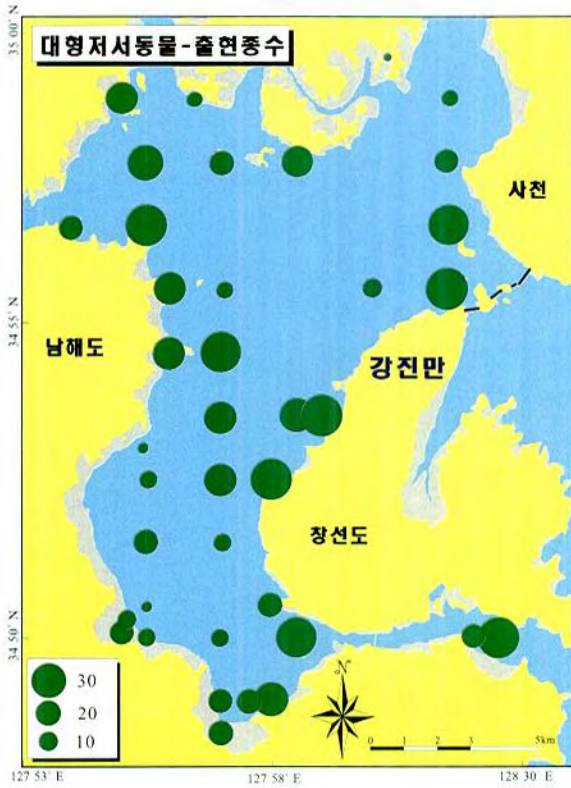 대형저서동물-출현종수
35 00' N
사천
34 55' N
남해도
강진만
창선도
34 50' N
N
30
20
10
0 1 2 3 5km
127 53' E
127 58' E
128 30' E